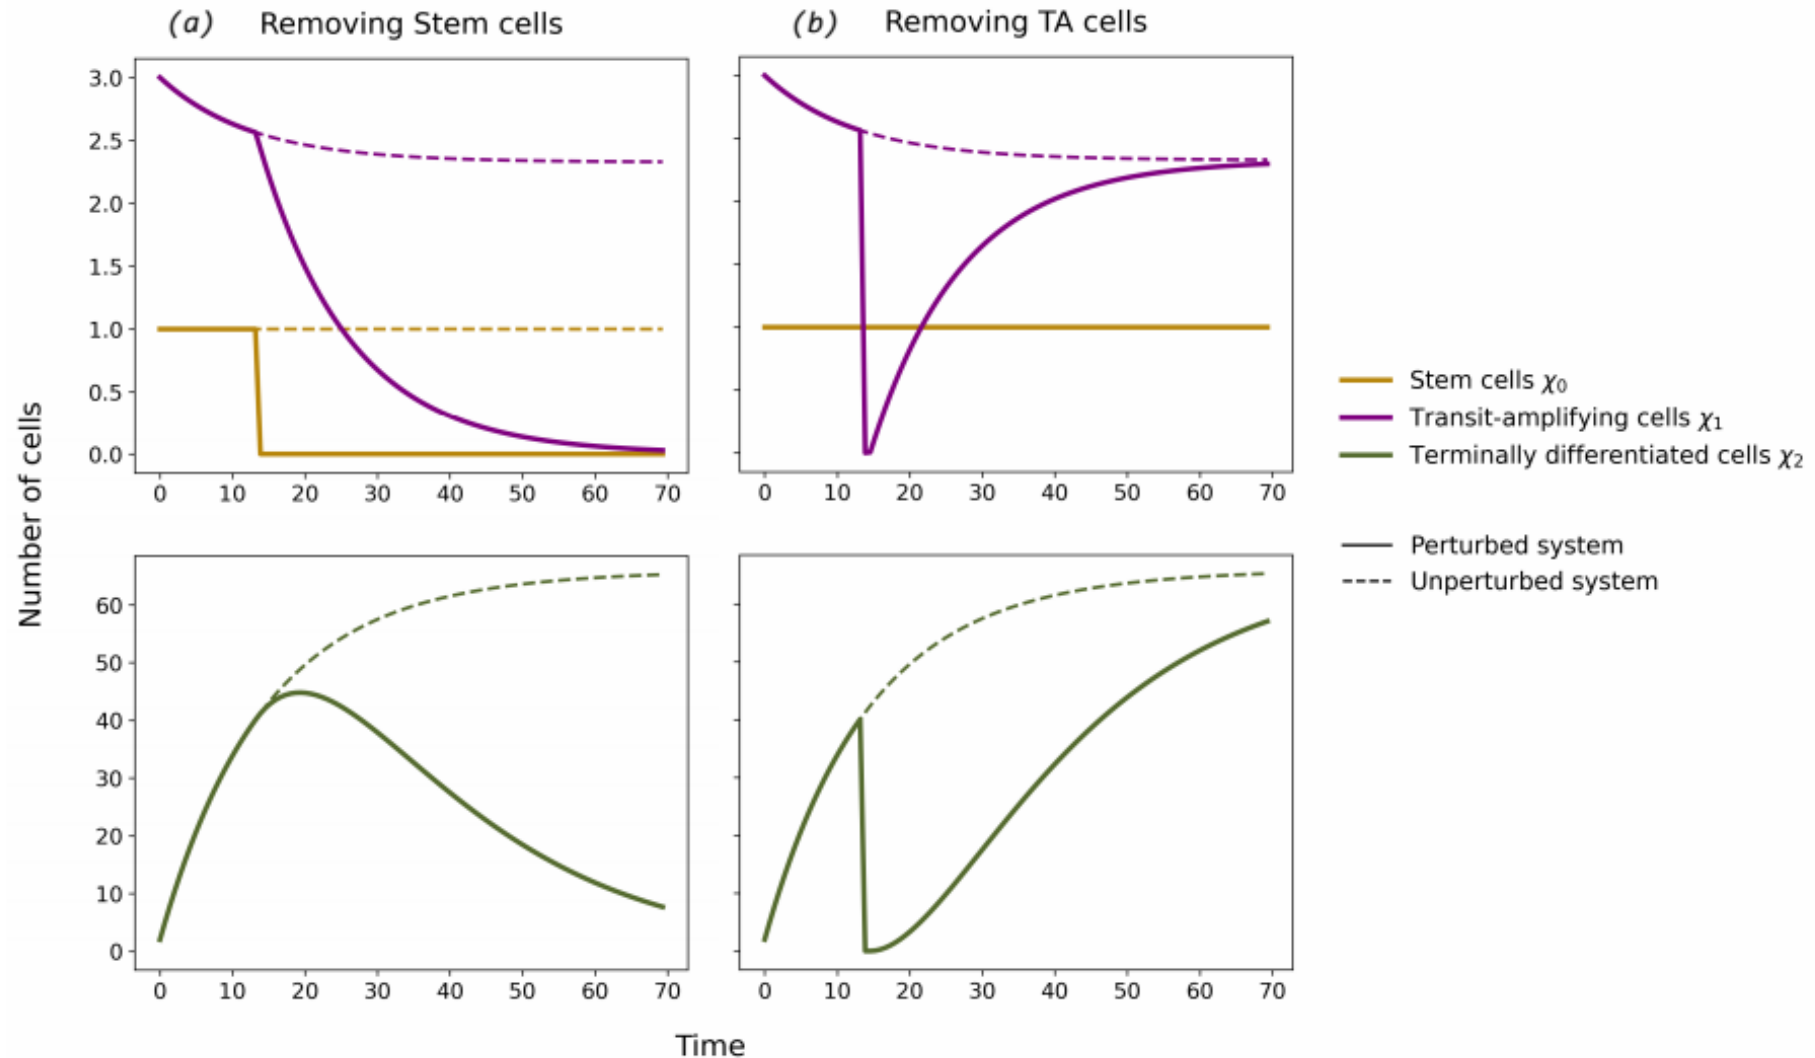 (a) Removing Stem cells
(b) Removing TA cells
3.0
2.5
2.0
1.5
1.0
0.5
0.0
0 10 20 30 40 50 60 70
0 10 20 30 40 50 60 70
Number of cells
60
50
40
30
20
10
0
0 10 20 30 40 50 60 70
0 10 20 30 40 50 60 70
Time
Stem cells χ₀
Transit-amplifying cells χ₁
Terminally differentiated cells χ₂
Perturbed system
Unperturbed system